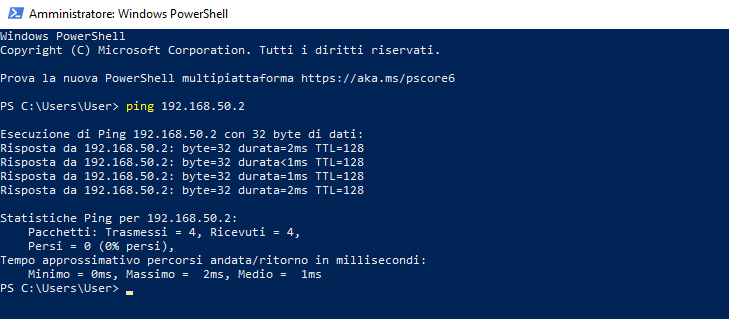 Amministratore: Windows PowerShell
Windows PowerShell
Copyright (C) Microsoft Corporation. Tutti i diritti riservati.
Prova la nuova PowerShell multipiattaforma https://aka.ms/pscore6
PS C:\Users\User> ping 192.168.50.2
Esecuzione di Ping 192.168.50.2 con 32 byte di dati:
Risposta da 192.168.50.2: byte=32 durata=2ms TTL=128
Risposta da 192.168.50.2: byte=32 durata<1ms TTL=128
Risposta da 192.168.50.2: byte=32 durata=1ms TTL=128
Risposta da 192.168.50.2: byte=32 durata=2ms TTL=128
Statistiche Ping per 192.168.50.2:
    Pacchetti: Trasmessi = 4, Ricevuti = 4,
    Persi = 0 (0% persi),
Tempo approssimativo percorsi andata/ritorno in millisecondi:
    Minimo = 0ms, Massimo =  2ms, Medio =  1ms
PS C:\Users\User>